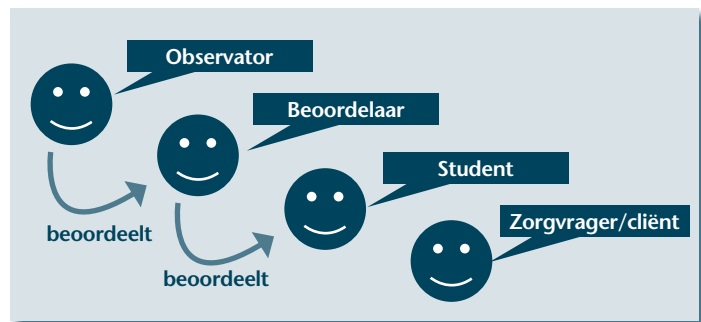 Observator
Beoordelaar
Student
Zorgvrager/cliënt
beoordeelt
beoordeelt